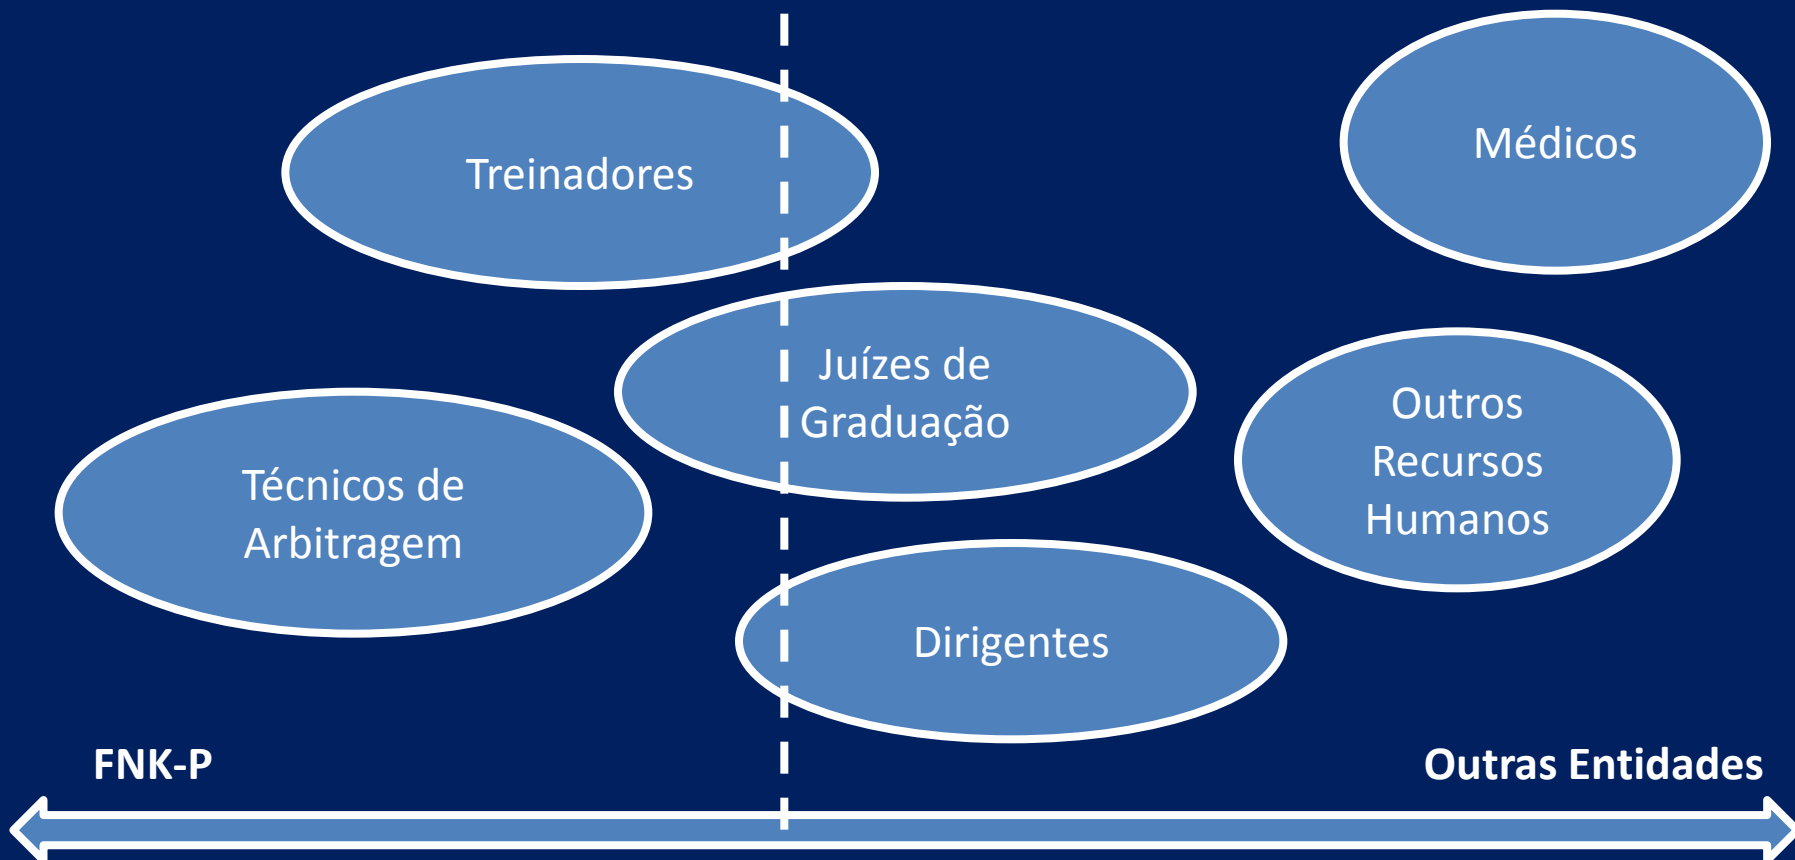 Treinadores
Médicos
Juízes de
Graduação
Outros
Recursos
Humanos
Técnicos de
Arbitragem
Dirigentes
FNK-P
Outras Entidades